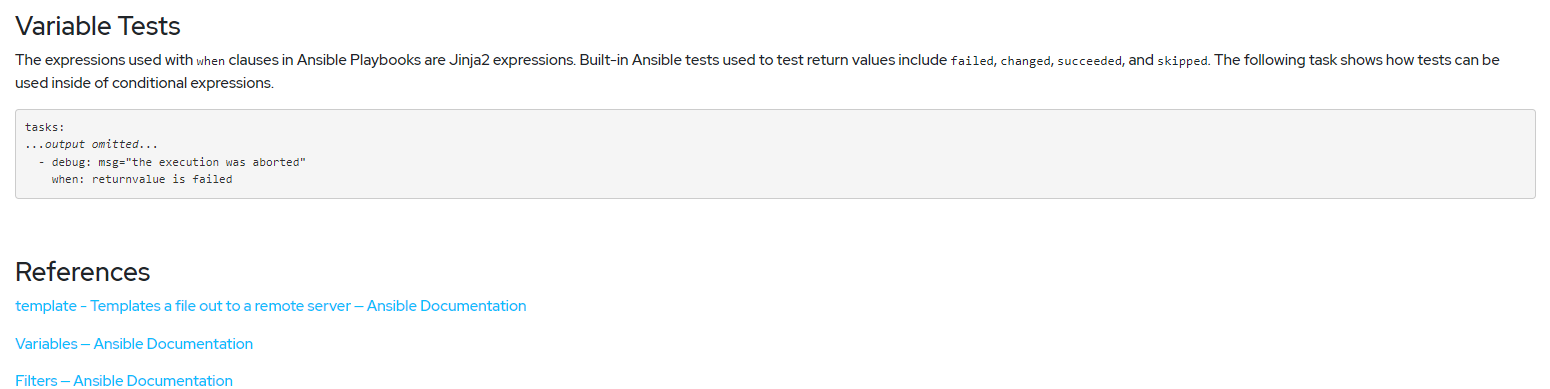 Variable Tests
The expressions used with when clauses in Ansible Playbooks are Jinja2 expressions. Built-in Ansible tests used to test return values include failed, changed, succeeded, and skipped. The following task shows how tests can be
used inside of conditional expressions.
tasks:
...output omitted...
  - debug: msg="the execution was aborted"
    when: returnvalue is failed
References
template - Templates a file out to a remote server — Ansible Documentation
Variables — Ansible Documentation
Filters — Ansible Documentation